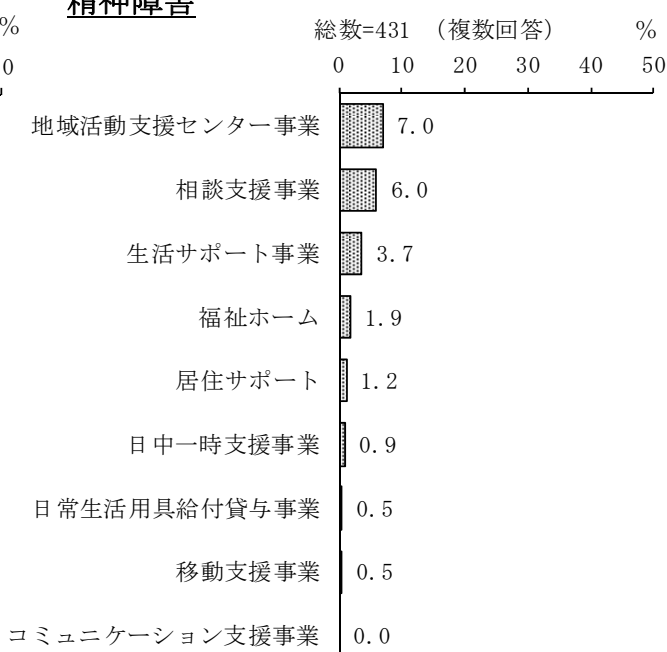 精神障害
%
総数=431 （複数回答） %
0
0 10 20 30 40 50
地域活動支援センター事業 7.0
相談支援事業 6.0
生活サポート事業 3.7
福祉ホーム 1.9
居住サポート 1.2
日中一時支援事業 0.9
日常生活用具給付貸与事業 0.5
移動支援事業 0.5
コミュニケーション支援事業 0.0